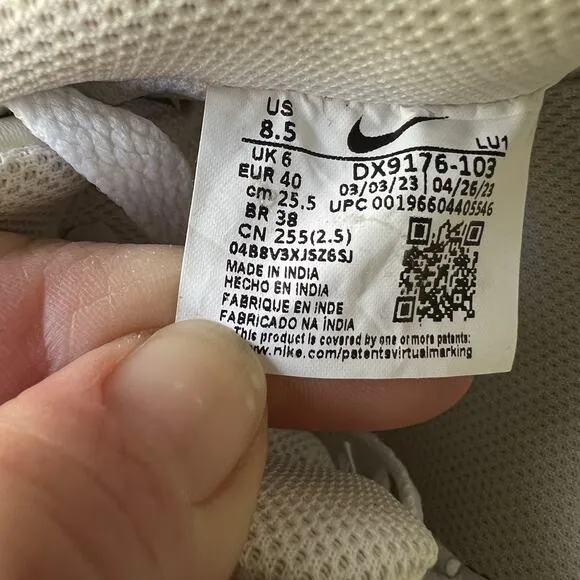 US
8.5
LU1
UK 6
DX9176-103
EUR 40
03/03/23 | 04/26/23
cm 25.5
UPC 00196604405546
BR 38
CN 255(2.5)
04B8V3XJSZ6SJ
MADE IN INDIA
HECHO EN INDIA
FABRIQUE EN INDE
FABRICADO NA ÍNDIA
This product is covered by one or more patents:
www.nike.com/patentsvirtualmarking